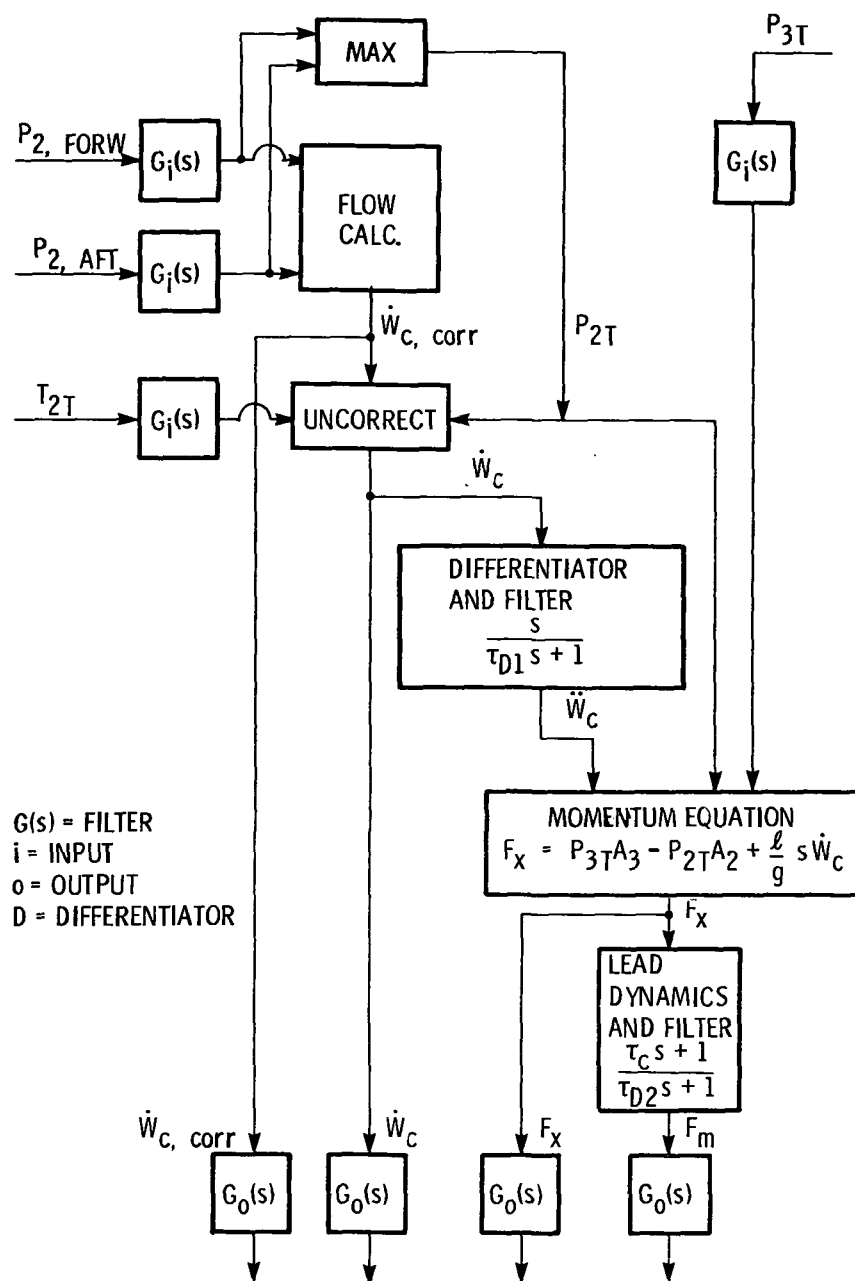 MAX
P3T
P2, FORW
Gi(s)
Gi(s)
FLOW
CALC.
P2, AFT
Gi(s)
Ẇc, corr
P2T
T2T
Gi(s)
UNCORRECT
Ẇc
DIFFERENTIATOR
AND FILTER
s
τD1 s + 1
Ẅc
G(s) = FILTER
i = INPUT
o = OUTPUT
D = DIFFERENTIATOR
MOMENTUM EQUATION
Fx = P3TA3 – P2TA2 + ℓ/g s Ẇc
Fx
LEAD
DYNAMICS
AND FILTER
τc s + 1
τD2 s + 1
Ẇc, corr
Ẇc
Fx
Fm
Go(s)
Go(s)
Go(s)
Go(s)